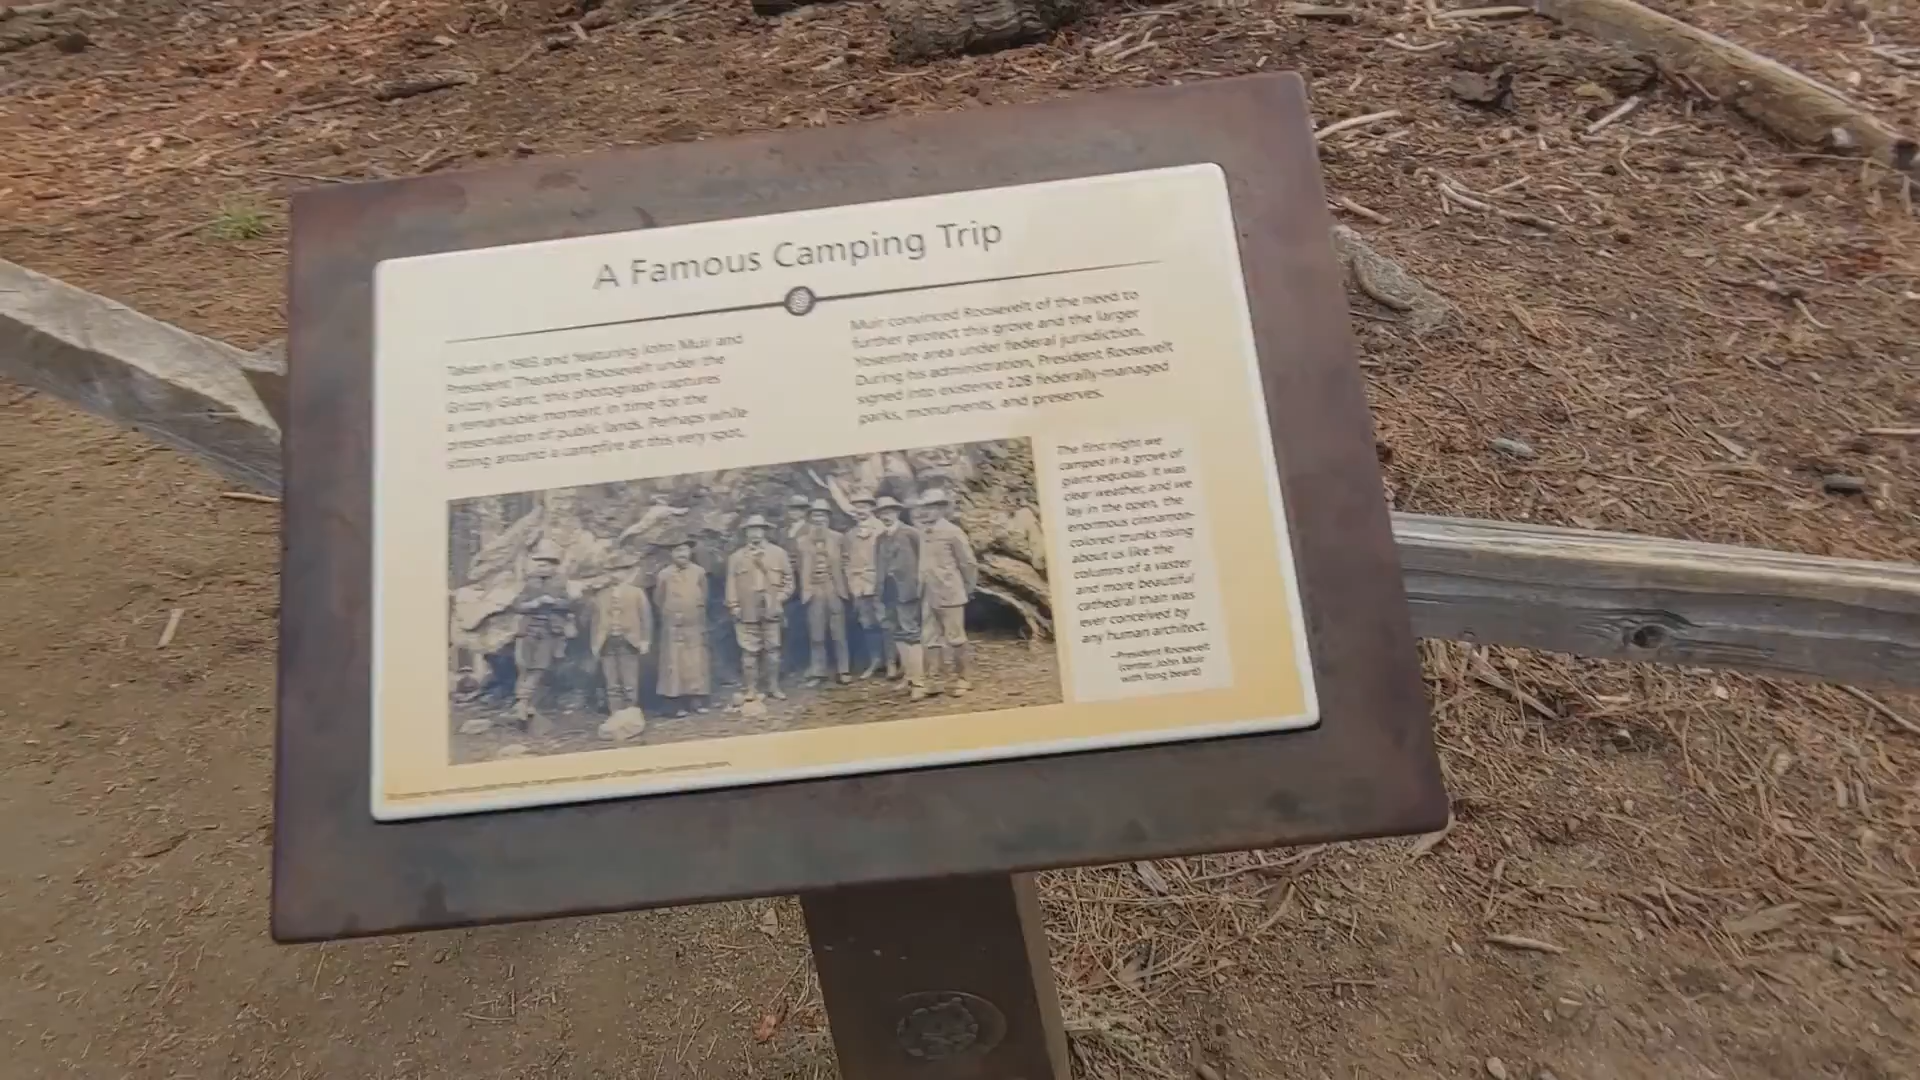 A Famous Camping Trip
Taken in 1903 and featuring John Muir and
President Theodore Roosevelt under the
Grizzly Giant, this photograph captures
a remarkable moment in time for the
preservation of public lands. Perhaps while
sitting around a campfire at this very spot,
Muir convinced Roosevelt of the need to
further protect this grove and the larger
Yosemite area under federal jurisdiction.
During his administration, President Roosevelt
signed into existence 228 federally-managed
parks, monuments, and preserves.
The first night we
camped in a grove of
giant sequoias. It was
clear weather, and we
lay in the open, the
enormous cinnamon-
colored trunks rising
about us like the
columns of a vaster
and more beautiful
cathedral than was
ever conceived by
any human architect.
–President Roosevelt
(center, John Muir
with long beard)